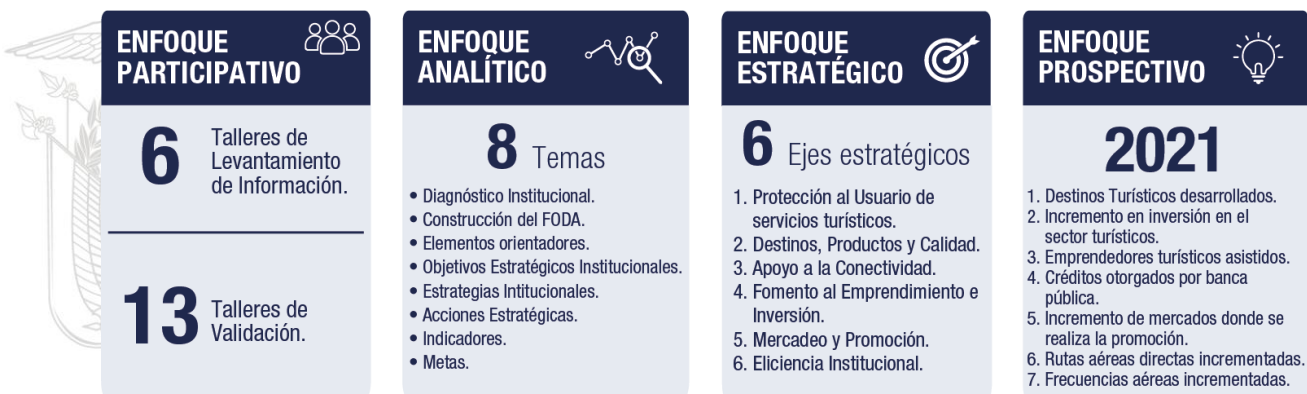 ENFOQUE
PARTICIPATIVO
6
Talleres de
Levantamiento
de Información.
13
Talleres de
Validación.
ENFOQUE
ANALÍTICO
8 Temas
• Diagnóstico Institucional.
• Construcción del FODA.
• Elementos orientadores.
• Objetivos Estratégicos Institucionales.
• Estrategias Intitucionales.
• Acciones Estratégicas.
• Indicadores.
• Metas.
ENFOQUE
ESTRATÉGICO
6 Ejes estratégicos
1. Protección al Usuario de
servicios turísticos.
2. Destinos, Productos y Calidad.
3. Apoyo a la Conectividad.
4. Fomento al Emprendimiento e
Inversión.
5. Mercadeo y Promoción.
6. Eliciencia Institucional.
ENFOQUE
PROSPECTIVO
2021
1. Destinos Turísticos desarrollados.
2. Incremento en inversión en el
sector turísticos.
3. Emprendedores turísticos asistidos.
4. Créditos otorgados por banca
pública.
5. Incremento de mercados donde se
realiza la promoción.
6. Rutas aéreas directas incrementadas.
7. Frecuencias aéreas incrementadas.